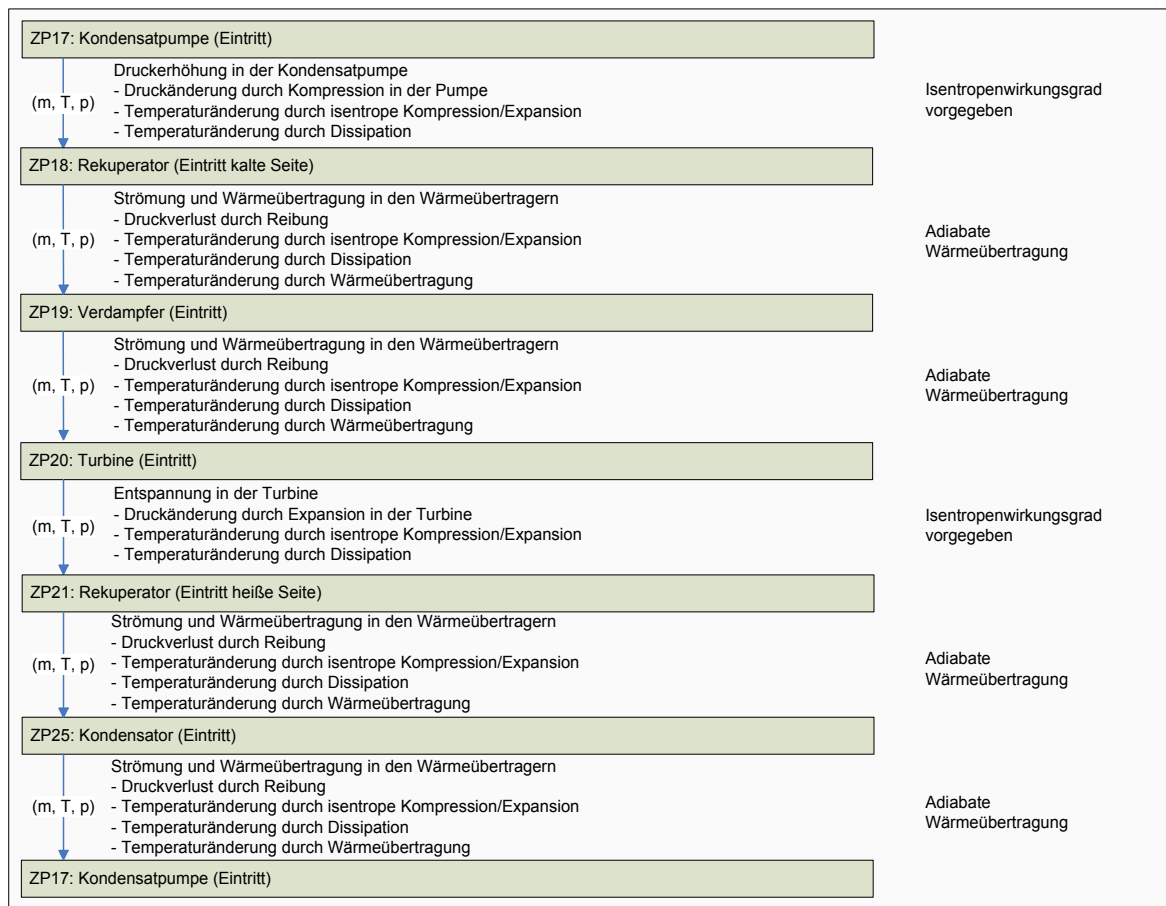 ZP17: Kondensatpumpe (Eintritt)
Druckerhöhung in der Kondensatpumpe
- Druckänderung durch Kompression in der Pumpe
(m, T, p)
- Temperaturänderung durch isentrope Kompression/Expansion
- Temperaturänderung durch Dissipation
Isentropenwirkungsgrad
vorgegeben
ZP18: Rekuperator (Eintritt kalte Seite)
Strömung und Wärmeübertragung in den Wärmeübertragern
- Druckverlust durch Reibung
(m, T, p)
- Temperaturänderung durch isentrope Kompression/Expansion
- Temperaturänderung durch Dissipation
- Temperaturänderung durch Wärmeübertragung
Adiabate
Wärmeübertragung
ZP19: Verdampfer (Eintritt)
Strömung und Wärmeübertragung in den Wärmeübertragern
- Druckverlust durch Reibung
(m, T, p)
- Temperaturänderung durch isentrope Kompression/Expansion
- Temperaturänderung durch Dissipation
- Temperaturänderung durch Wärmeübertragung
Adiabate
Wärmeübertragung
ZP20: Turbine (Eintritt)
Entspannung in der Turbine
- Druckänderung durch Expansion in der Turbine
(m, T, p)
- Temperaturänderung durch isentrope Kompression/Expansion
- Temperaturänderung durch Dissipation
Isentropenwirkungsgrad
vorgegeben
ZP21: Rekuperator (Eintritt heiße Seite)
Strömung und Wärmeübertragung in den Wärmeübertragern
- Druckverlust durch Reibung
(m, T, p)
- Temperaturänderung durch isentrope Kompression/Expansion
- Temperaturänderung durch Dissipation
- Temperaturänderung durch Wärmeübertragung
Adiabate
Wärmeübertragung
ZP25: Kondensator (Eintritt)
Strömung und Wärmeübertragung in den Wärmeübertragern
- Druckverlust durch Reibung
(m, T, p)
- Temperaturänderung durch isentrope Kompression/Expansion
- Temperaturänderung durch Dissipation
- Temperaturänderung durch Wärmeübertragung
Adiabate
Wärmeübertragung
ZP17: Kondensatpumpe (Eintritt)